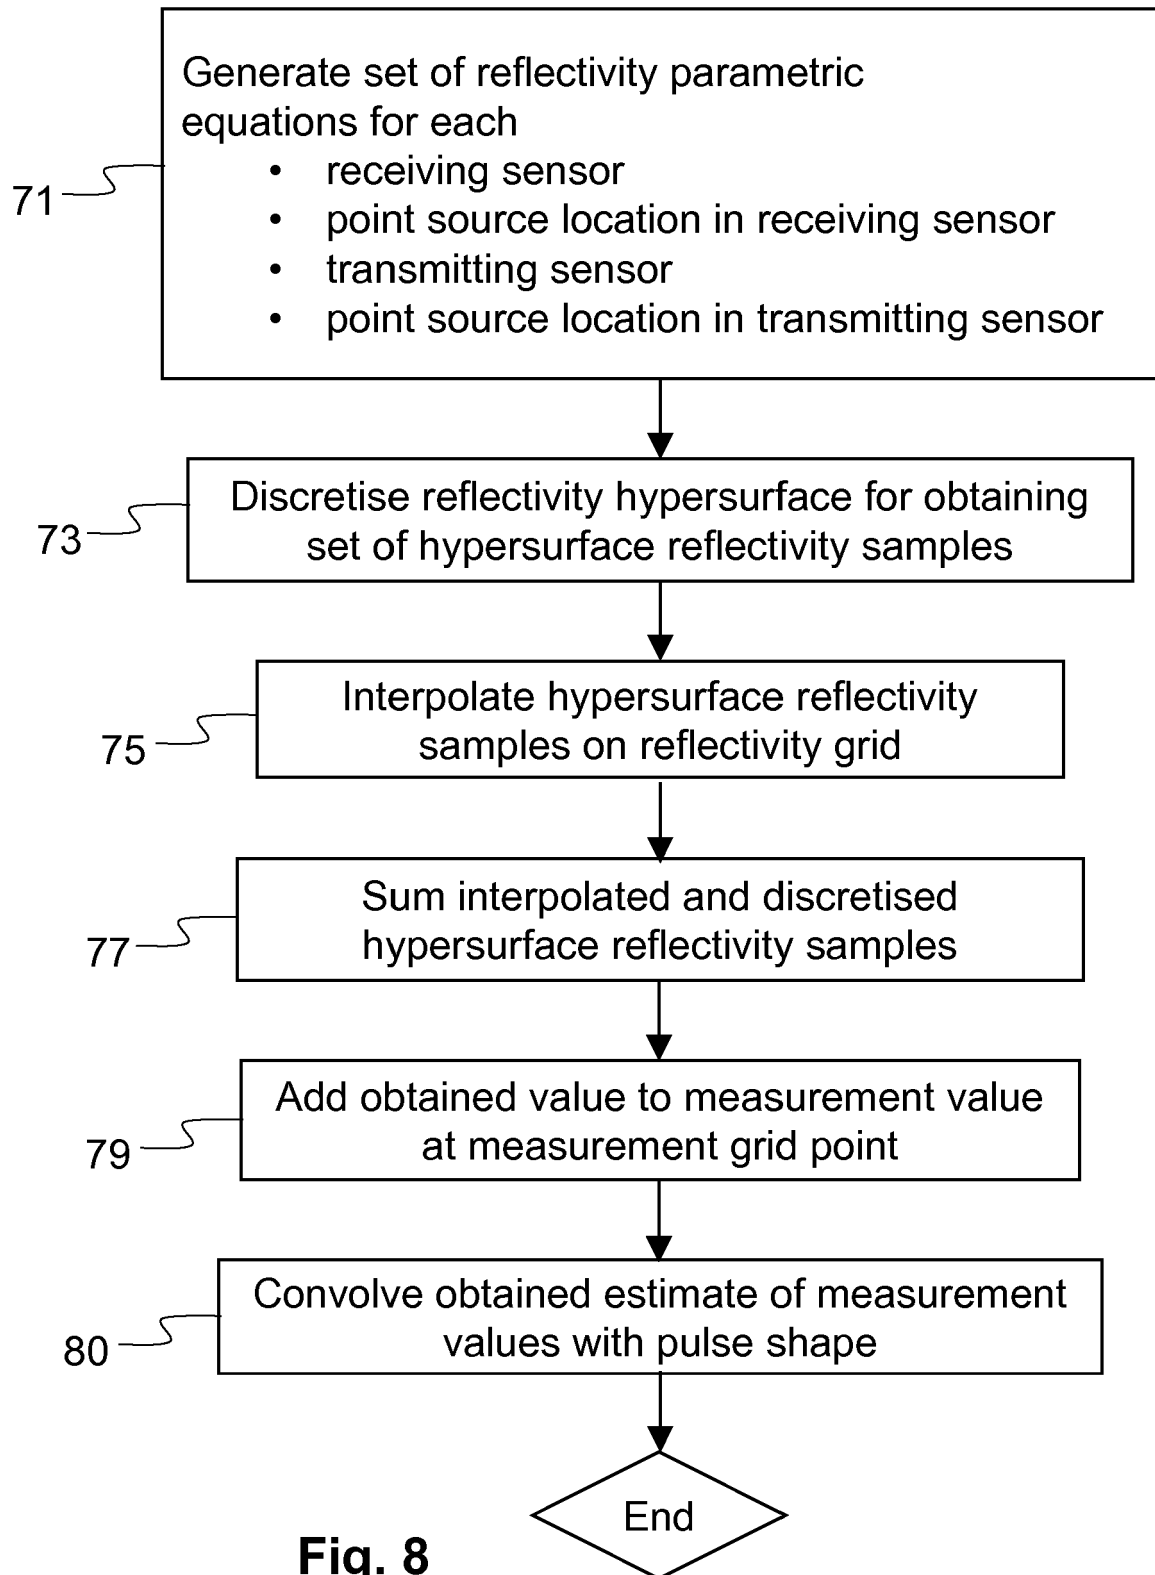 Generate set of reflectivity parametric
equations for each
• receiving sensor
• point source location in receiving sensor
• transmitting sensor
• point source location in transmitting sensor
71
Discretise reflectivity hypersurface for obtaining
set of hypersurface reflectivity samples
73
Interpolate hypersurface reflectivity
samples on reflectivity grid
75
Sum interpolated and discretised
hypersurface reflectivity samples
77
Add obtained value to measurement value
at measurement grid point
79
Convolve obtained estimate of measurement
values with pulse shape
80
End
Fig. 8